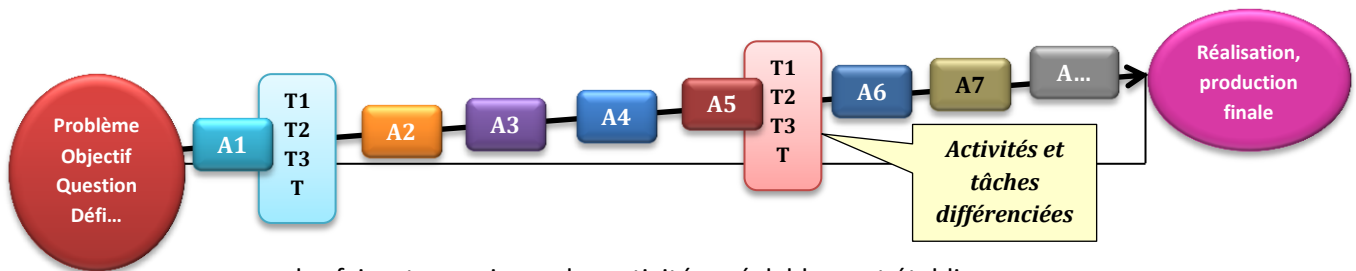 Problème
Objectif
Question
Défi...
A1
T1
T2
T3
T
A2
A3
A4
A5
T1
T2
T3
T
A6
A7
A...
Activités et
tâches
différenciées
Réalisation,
production
finale